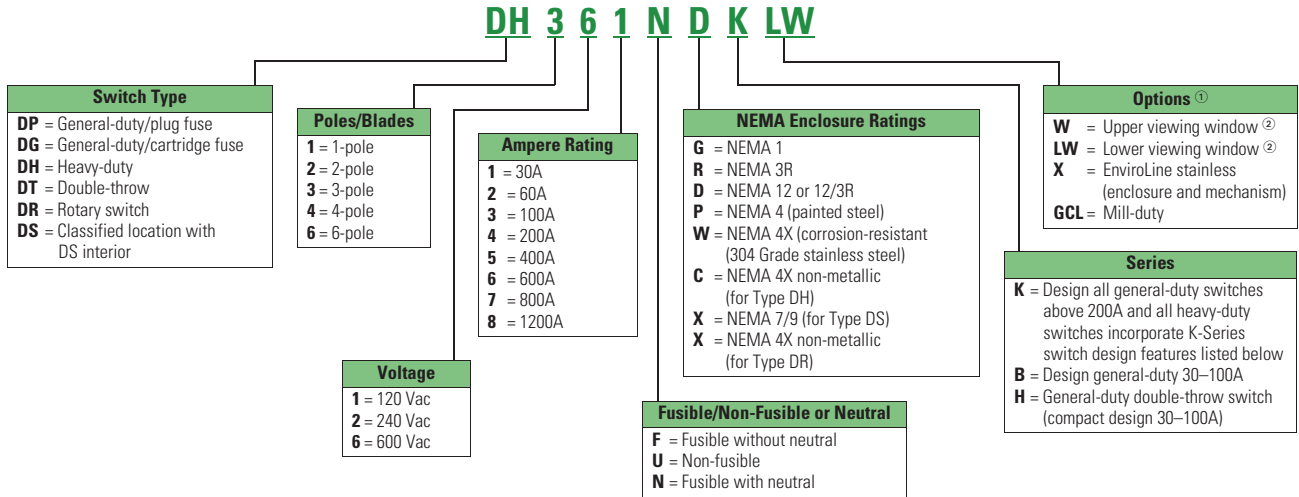 DH 3 6 1 N D K LW
Switch Type
DP = General-duty/plug fuse
DG = General-duty/cartridge fuse
DH = Heavy-duty
DT = Double-throw
DR = Rotary switch
DS = Classified location with
DS interior
Poles/Blades
1 = 1-pole
2 = 2-pole
3 = 3-pole
4 = 4-pole
6 = 6-pole
Voltage
1 = 120 Vac
2 = 240 Vac
6 = 600 Vac
Ampere Rating
1 = 30A
2 = 60A
3 = 100A
4 = 200A
5 = 400A
6 = 600A
7 = 800A
8 = 1200A
Fusible/Non-Fusible or Neutral
F = Fusible without neutral
U = Non-fusible
N = Fusible with neutral
NEMA Enclosure Ratings
G = NEMA 1
R = NEMA 3R
D = NEMA 12 or 12/3R
P = NEMA 4 (painted steel)
W = NEMA 4X (corrosion-resistant
(304 Grade stainless steel)
C = NEMA 4X non-metallic
(for Type DH)
X = NEMA 7/9 (for Type DS)
X = NEMA 4X non-metallic
(for Type DR)
Options ①
W = Upper viewing window ②
LW = Lower viewing window ②
X = EnviroLine stainless
(enclosure and mechanism)
GCL = Mill-duty
Series
K = Design all general-duty switches
above 200A and all heavy-duty
switches incorporate K-Series
switch design features listed below
B = Design general-duty 30–100A
H = General-duty double-throw switch
(compact design 30–100A)